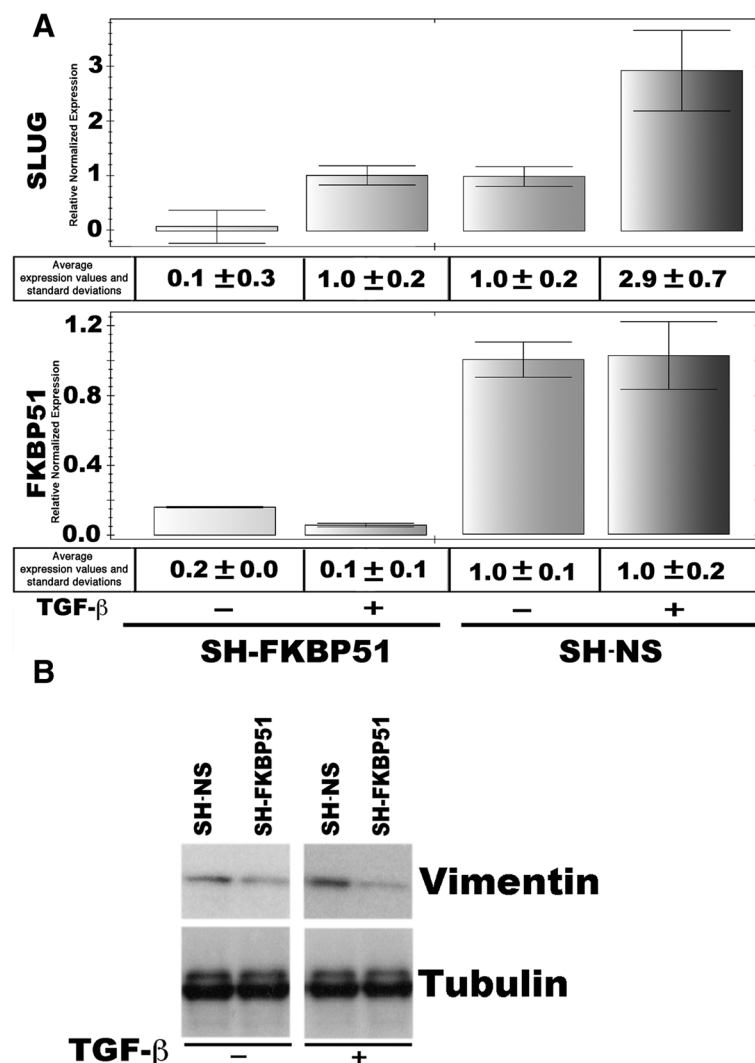 A
SLUG
Relative Normalized Expression
3
2
1
0
Average
expression values and
standard deviations
0.1 ±0.3
1.0 ±0.2
1.0 ±0.2
2.9 ±0.7
FKBP51
Relative Normalized Expression
1.2
0.8
0.4
0.0
Average
expression values and
standard deviations
0.2 ±0.0
0.1 ±0.1
1.0 ±0.1
1.0 ±0.2
TGF-β
−
+
−
+
SH-FKBP51
SH-NS
B
SH-NS
SH-FKBP51
SH-NS
SH-FKBP51
Vimentin
Tubulin
TGF-β
−
+